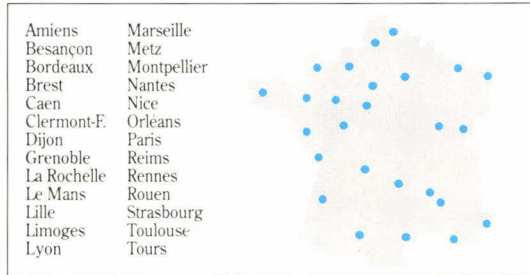 Amiens Marseille
Besançon Metz
Bordeaux Montpellier
Brest Nantes
Caen Nice
Clermont-F. Orléans
Dijon Paris
Grenoble Reims
La Rochelle Rennes
Le Mans Rouen
Lille Strasbourg
Limoges Toulouse
Lyon Tours